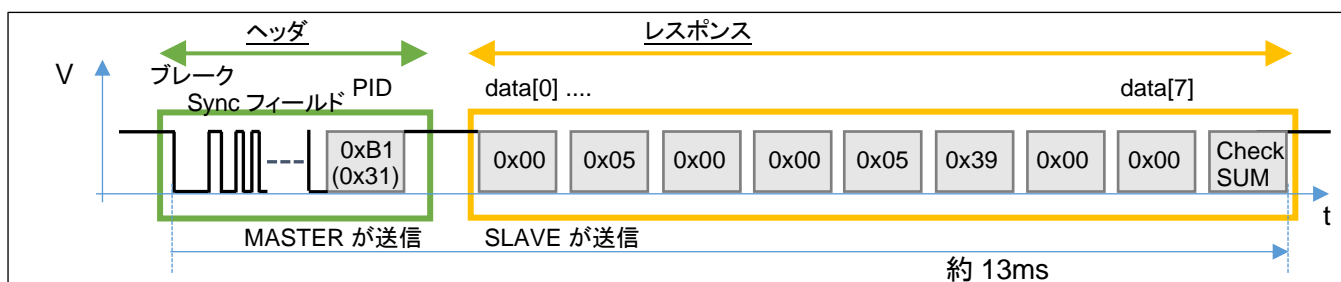 ヘッダ
レスポンス
V
ブレーク
Sync フィールド
PID
data[0] ....
data[7]
0xB1
(0x31)
0x00
0x05
0x00
0x00
0x05
0x39
0x00
0x00
Check
SUM
t
MASTER が送信
SLAVE が送信
約 13ms